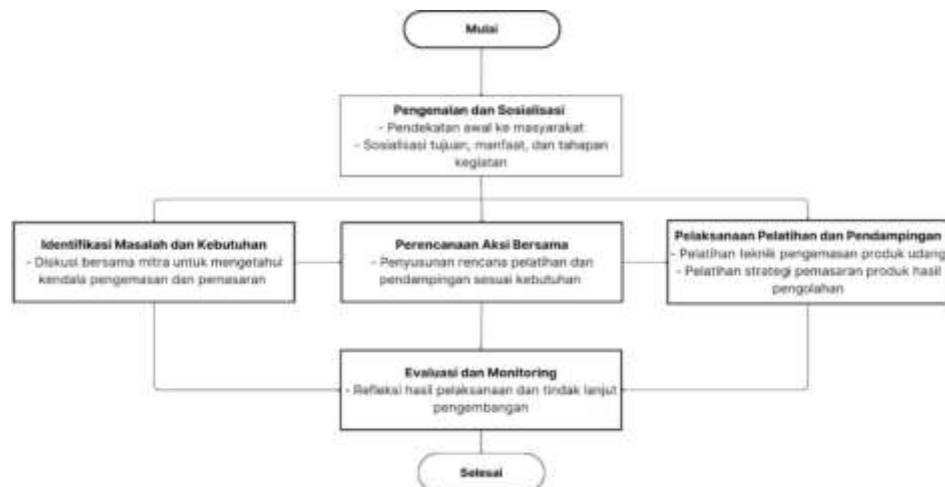 Mulai
Pengenalan dan Sosialisasi
- Pendekatan awal ke masyarakat
- Sosialisasi tujuan, manfaat, dan tahapan
kegiatan
Identifikasi Masalah dan Kebutuhan
- Diskusi bersama mitra untuk mengetahui
kendala pengemasan dan pemasaran
Perencanaan Aksi Bersama
- Penyusunan rencana pelatihan dan
pendampingan sesuai kebutuhan
Pelaksanaan Pelatihan dan Pendampingan
- Pelatihan teknik pengemasan produk udang
- Pelatihan strategi pemasaran produk hasil
pengolahan
Evaluasi dan Monitoring
- Refleksi hasil pelaksanaan dan tindak lanjut
pengembangan
Selesai